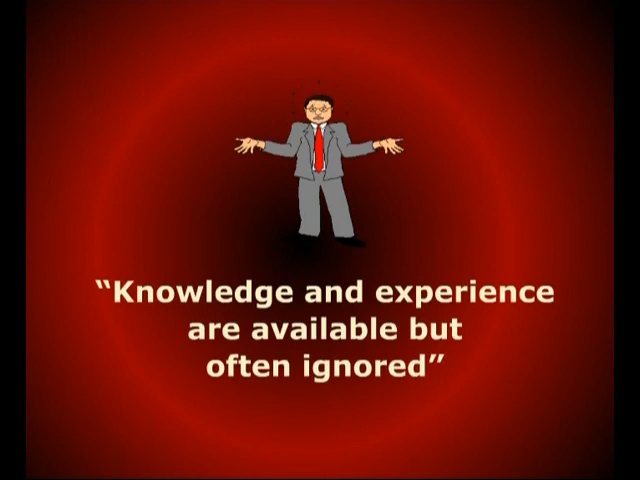 “Knowledge and experience
are available but
often ignored”